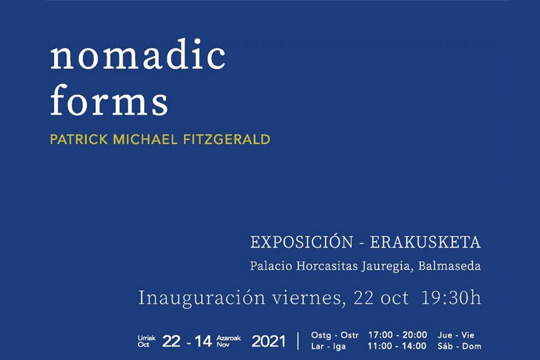 nomadic
forms
PATRICK MICHAEL FITZGERALD
EXPOSICIÓN - ERAKUSKETA
Palacio Horcasitas Jauregia, Balmaseda
Inauguración viernes, 22 oct 19:30h
Urriak Oct 22 - 14 Azaroak Nov 2021 | Ostg - Ostr 17:00 - 20:00 Jue - Vie
Lar - Iga 11:00 - 14:00 Sáb - Dom